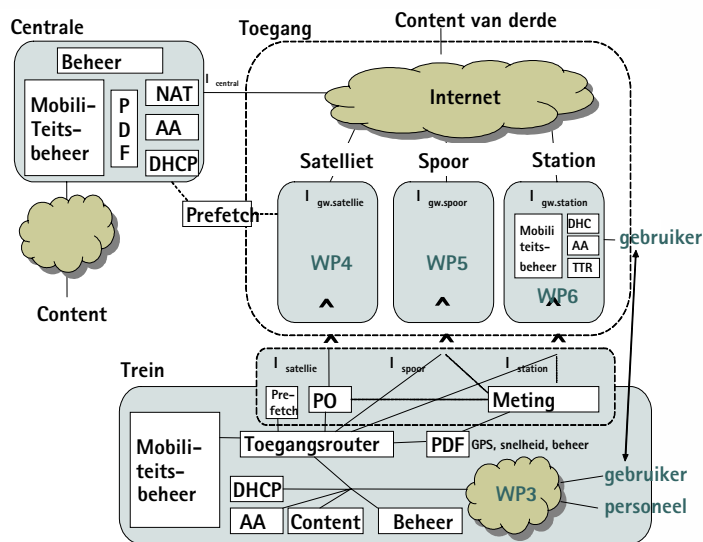 Centrale
Toegang
Content van derde
Beheer
Mobili-
Teits-
beheer
P
D
F
NAT
AA
DHCP
I central
Internet
Satelliet
Spoor
Station
Prefetch
I gw.satellie
WP4
I gw.spoor
WP5
I gw.station
Mobili
teits-
beheer
DHC
AA
TTR
WP6
gebruiker
Content
Trein
I satellie
I spoor
I station
Pre-
fetch
PO
Meting
Mobili-
teits-
beheer
Toegangsrouter
PDF
GPS, snelheid, beheer
DHCP
AA
Content
Beheer
WP3
gebruiker
personeel